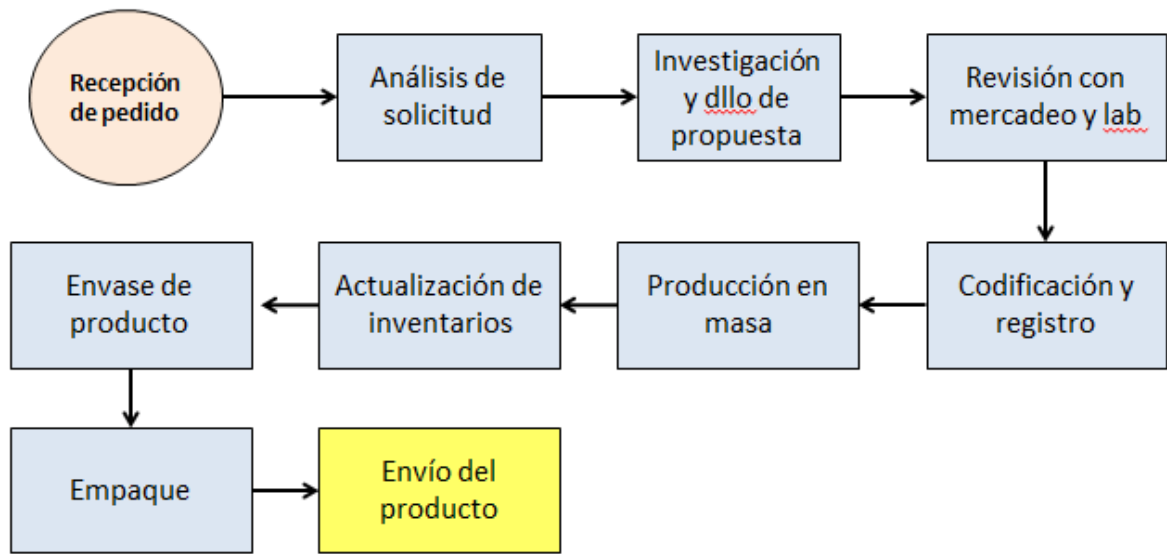 Recepción
de pedido
Análisis de
solicitud
Investigación
y dllo de
propuesta
Revisión con
mercadeo y lab
Codificación y
registro
Producción en
masa
Actualización de
inventarios
Envase de
producto
Empaque
Envío del
producto